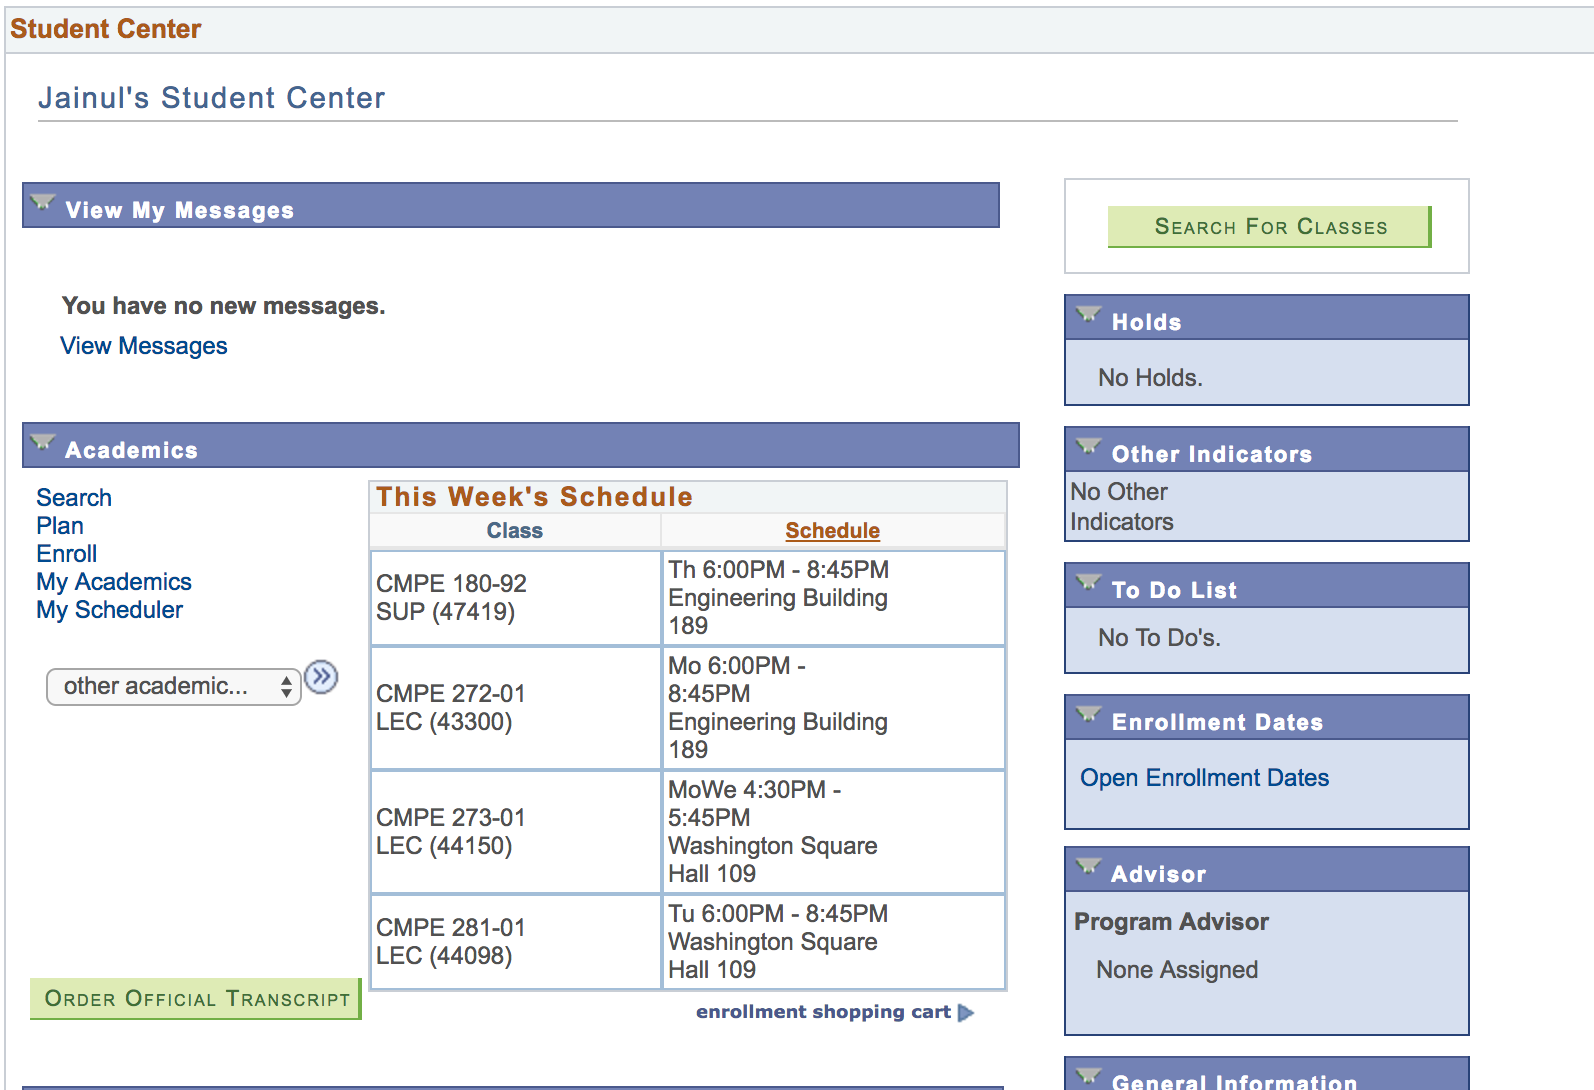 Student Center
Jainul's Student Center
View My Messages
You have no new messages.
View Messages
Academics
Search
Plan
Enroll
My Academics
My Scheduler
other academic...
ORDER OFFICIAL TRANSCRIPT
This Week's Schedule
Class Schedule
CMPE 180-92
SUP (47419)
Th 6:00PM - 8:45PM
Engineering Building
189
CMPE 272-01
LEC (43300)
Mo 6:00PM -
8:45PM
Engineering Building
189
CMPE 273-01
LEC (44150)
MoWe 4:30PM -
5:45PM
Washington Square
Hall 109
CMPE 281-01
LEC (44098)
Tu 6:00PM - 8:45PM
Washington Square
Hall 109
enrollment shopping cart
SEARCH FOR CLASSES
Holds
No Holds.
Other Indicators
No Other
Indicators
To Do List
No To Do's.
Enrollment Dates
Open Enrollment Dates
Advisor
Program Advisor
None Assigned
General Information